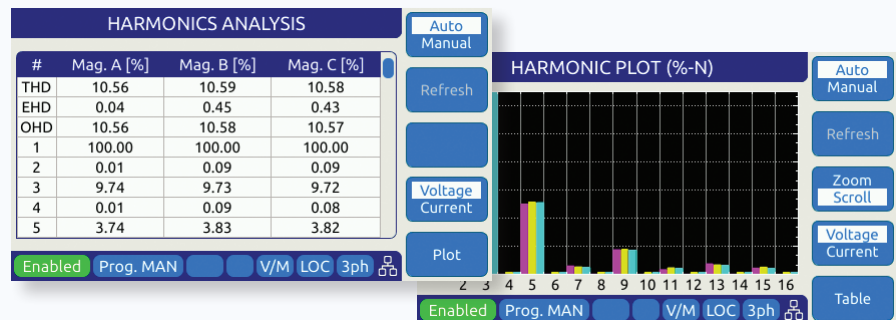 HARMONICS ANALYSIS
# Mag. A [%] Mag. B [%] Mag. C [%]
THD 10.56 10.59 10.58
EHD 0.04 0.45 0.43
OHD 10.56 10.58 10.57
1 100.00 100.00 100.00
2 0.01 0.09 0.09
3 9.74 9.73 9.72
4 0.01 0.09 0.08
5 3.74 3.83 3.82
Auto
Manual
Refresh
Voltage
Current
Plot
Enabled Prog. MAN V/M LOC 3ph
HARMONIC PLOT (%-N)
2 3 4 5 6 7 8 9 10 11 12 13 14 15 16
Auto
Manual
Refresh
Zoom
Scroll
Voltage
Current
Table
Enabled Prog. MAN V/M LOC 3ph